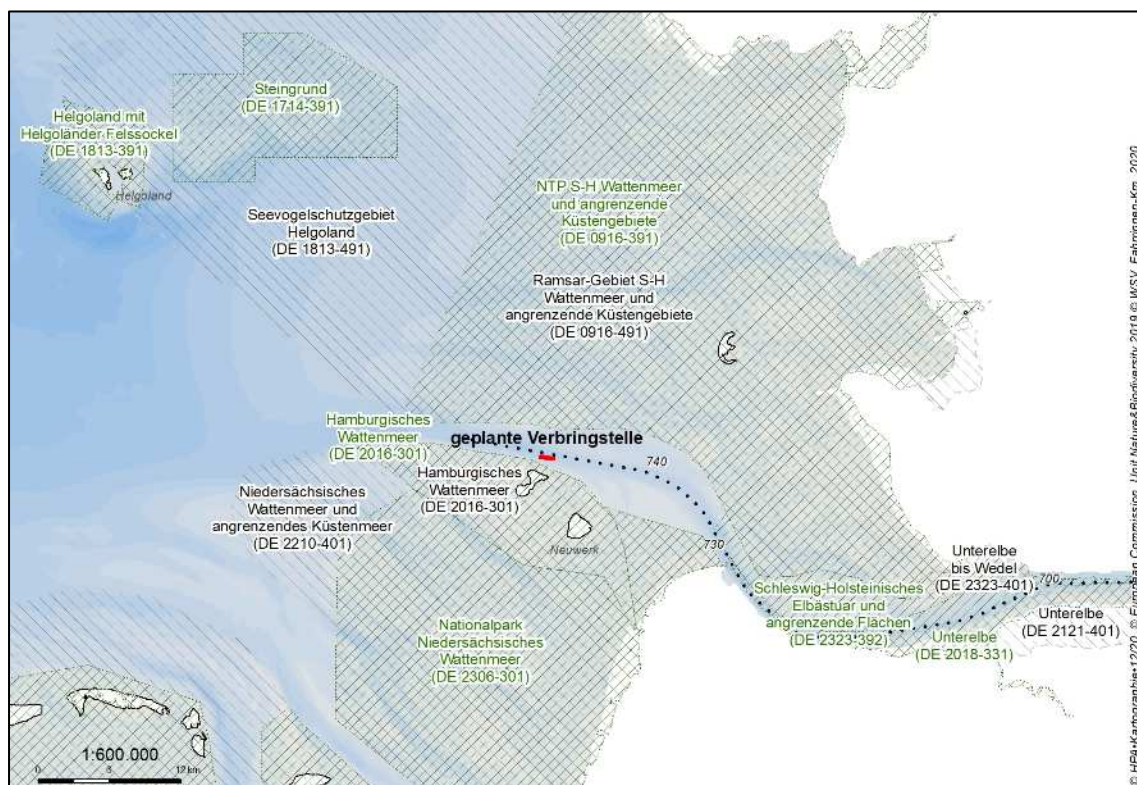 Steingrund
(DE 1714-391)
Helgoland mit
Helgoländer Felssockel
(DE 1813-391)
Helgoland
Seevogelschutzgebiet
Helgoland
(DE 1813-491)
NTP S-H Wattenmeer
und angrenzende
Küstengebiete
(DE 0916-391)
Ramsar-Gebiet S-H
Wattenmeer und
angrenzende Küstengebiete
(DE 0916-491)
Hamburgisches
Wattenmeer
(DE 2016-301)
geplante Verbringstelle
740
Hamburgisches
Wattenmeer
(DE 2016-301)
Niedersächsisches
Wattenmeer und
angrenzendes Küstenmeer
(DE 2210-401)
Neuwerk
730
Unterelbe
bis Wedel
(DE 2323-401)
700
Schleswig-Holsteinisches
Elbästuar und
angrenzende Flächen
(DE 2323-392)
Unterelbe
(DE 2121-401)
Unterelbe
(DE 2018-331)
Nationalpark
Niedersächsisches
Wattenmeer
(DE 2306-301)
1:600.000
0 6 12 km
© HPA•Kartographie•12/20, © European Commission, Unit Nature&Biodiversity 2019 © WSV, Fahrrinnen-Km, 2020